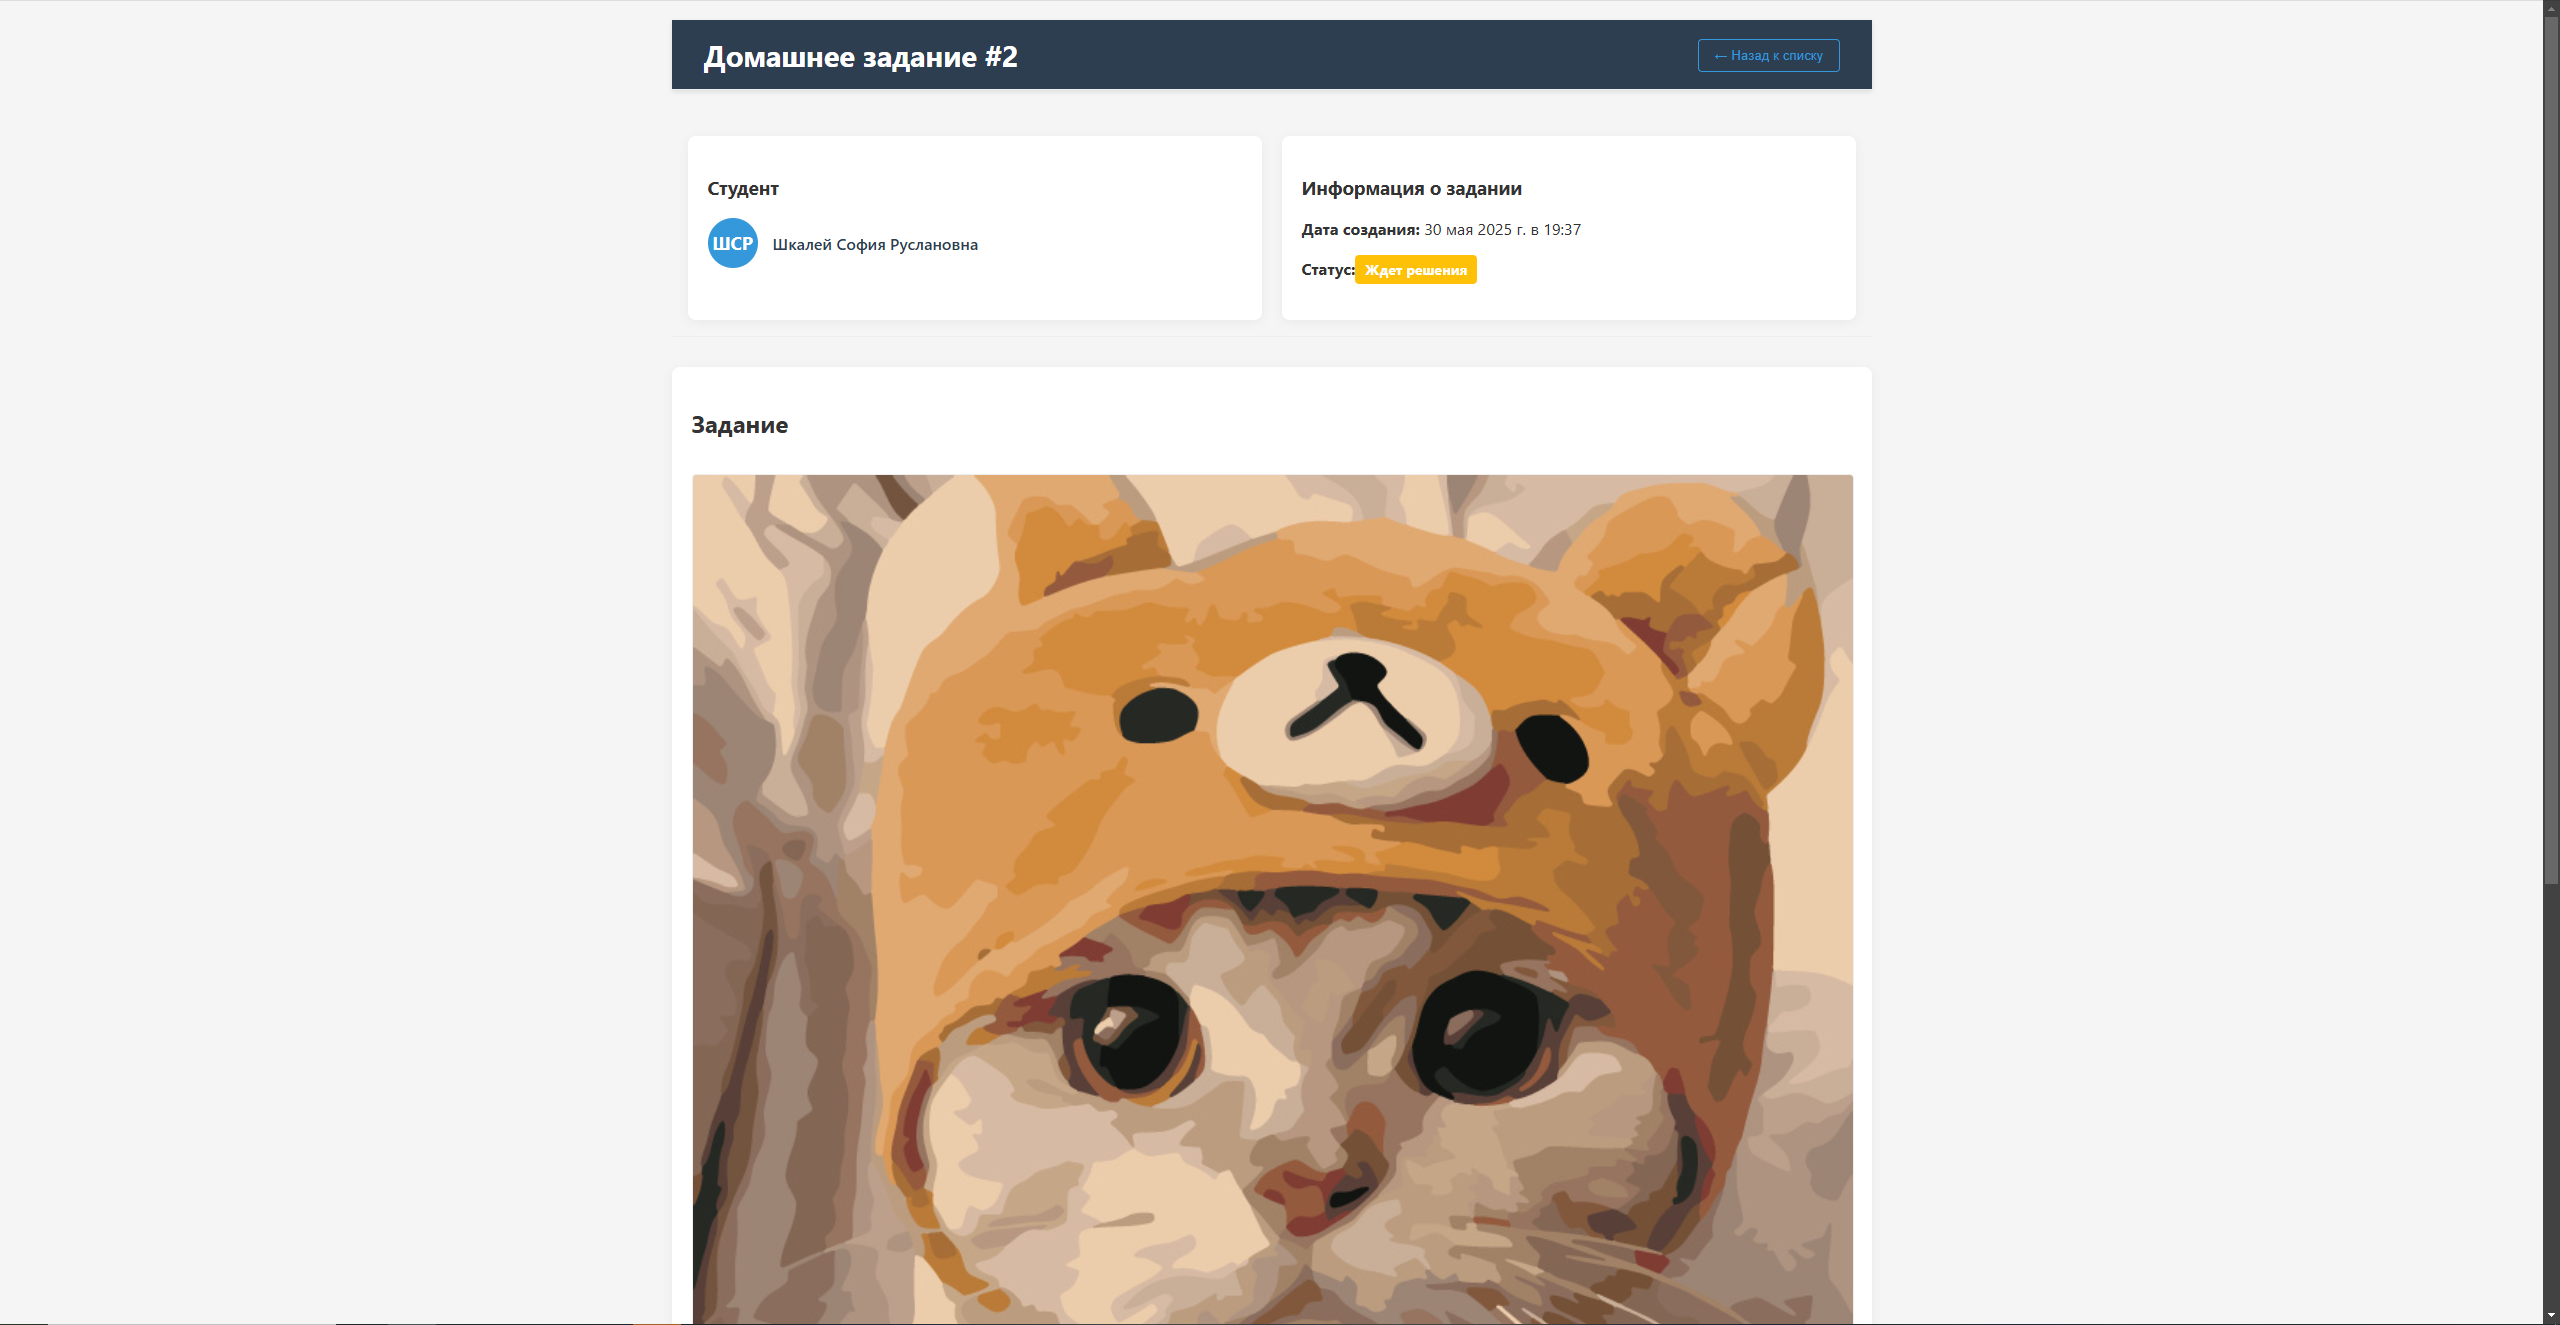 Домашнее задание #2
← Назад к списку
Студент
ШСР
Шкалей София Руслановна
Информация о задании
Дата создания: 30 мая 2025 г. в 19:37
Статус: Ждет решения
Задание